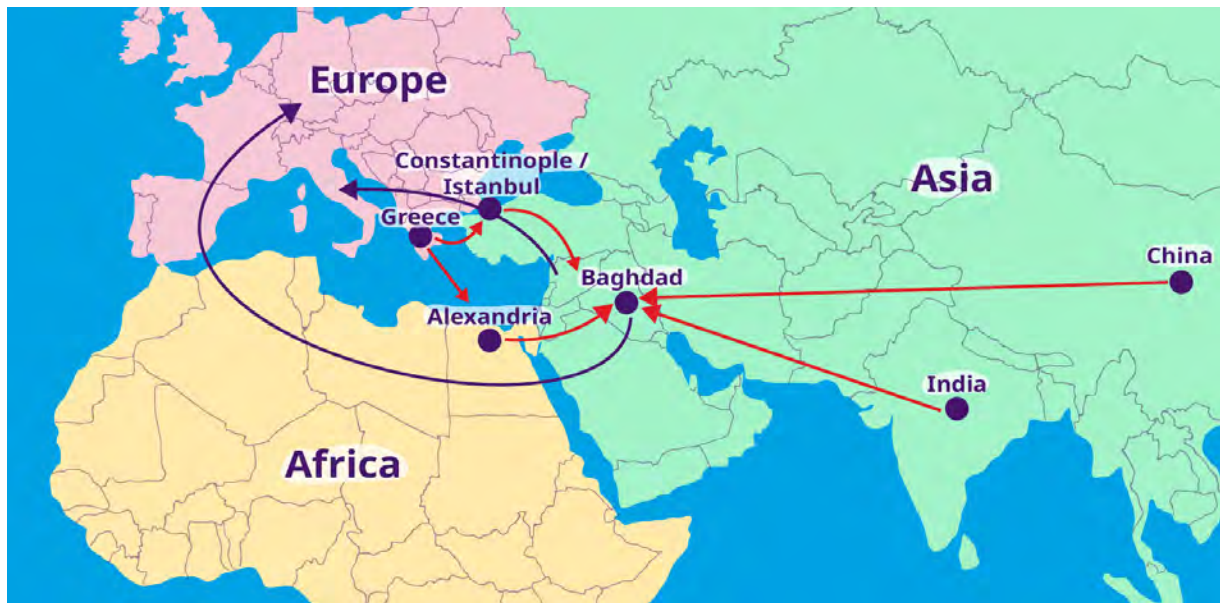 Europe
Constantinople /
Istanbul
Asia
Greece
China
Baghdad
Alexandria
India
Africa